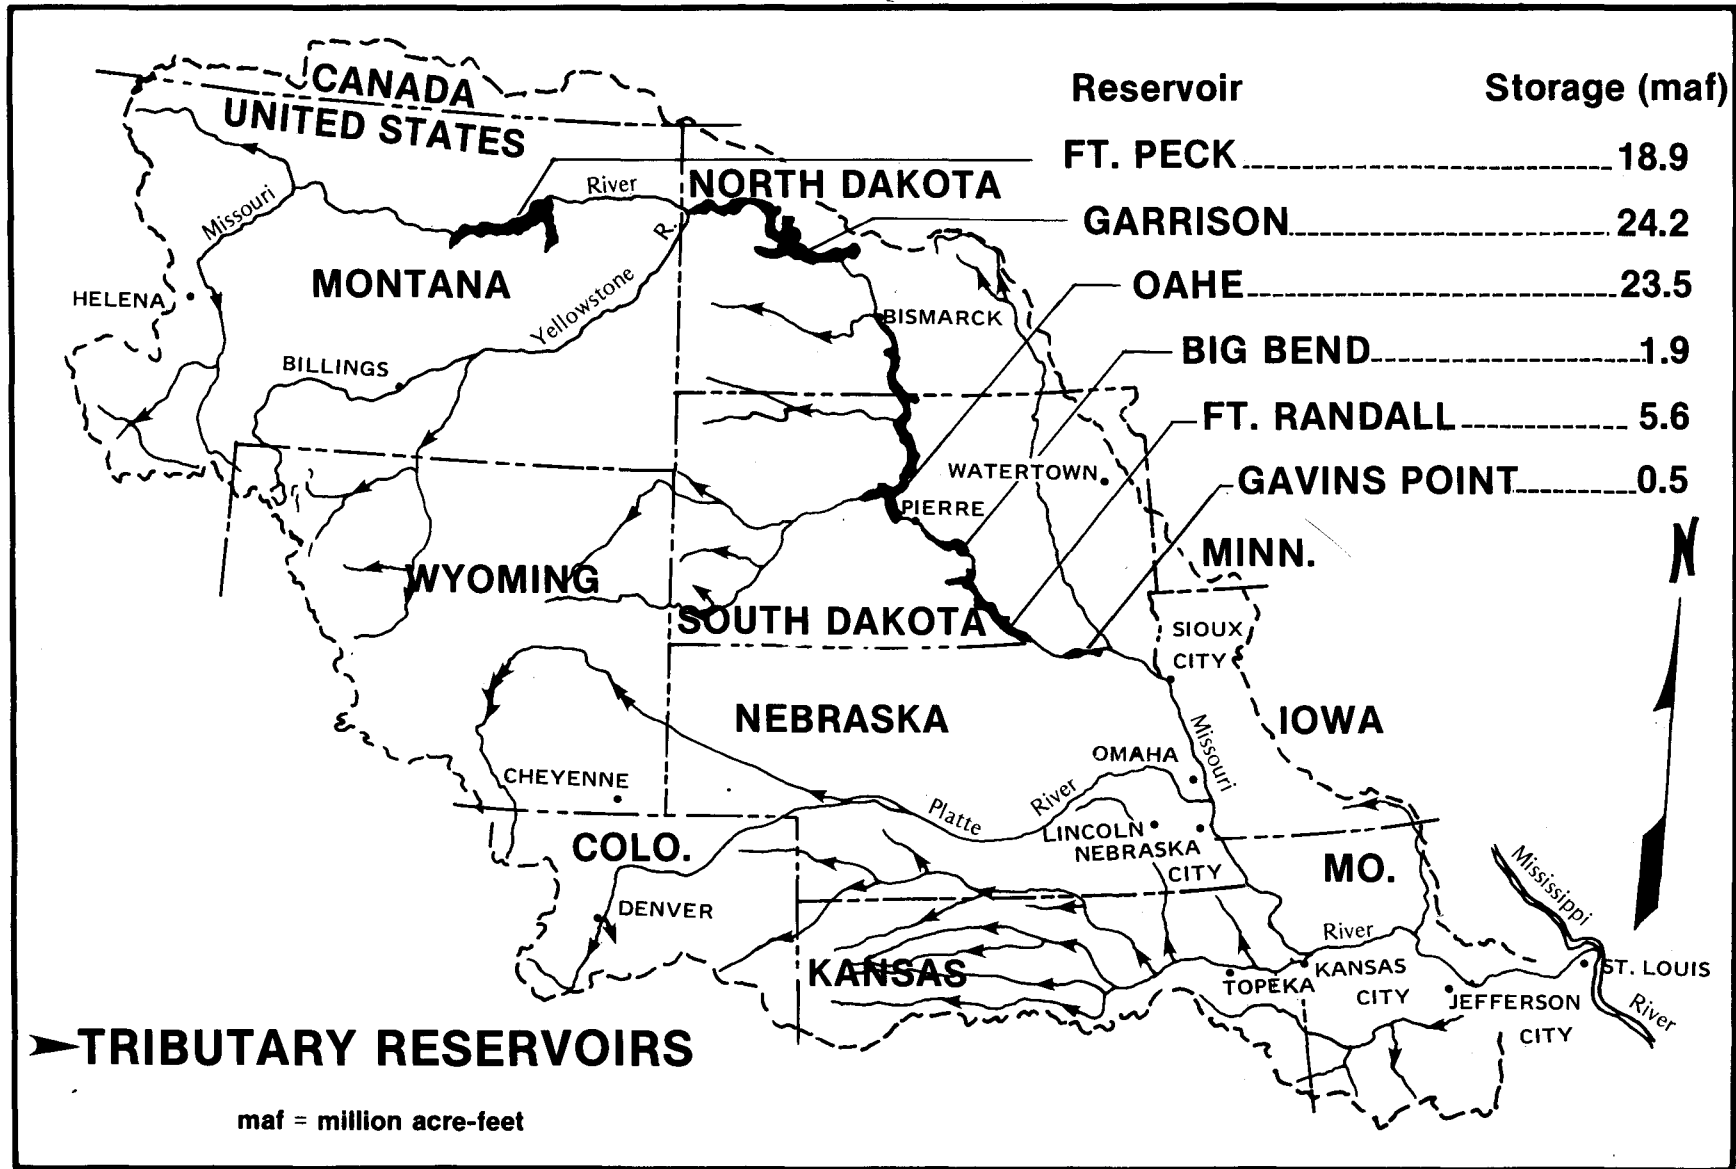 CANADA
UNITED STATES
Reservoir Storage (maf)
FT. PECK 18.9
GARRISON 24.2
OAHE 23.5
BIG BEND 1.9
FT. RANDALL 5.6
GAVINS POINT 0.5
River
NORTH DAKOTA
Missouri
R.
MONTANA
HELENA
Yellowstone
BISMARCK
BILLINGS
WATERTOWN
PIERRE
N
MINN.
WYOMING
SOUTH DAKOTA
SIOUX
CITY
NEBRASKA
IOWA
Missouri
OMAHA
CHEYENNE
Platte
River
LINCOLN
NEBRASKA
CITY
COLO.
MO.
Mississippi
DENVER
River
KANSAS
TOPEKA
KANSAS
CITY
ST. LOUIS
JEFFERSON
CITY
River
TRIBUTARY RESERVOIRS
maf = million acre-feet